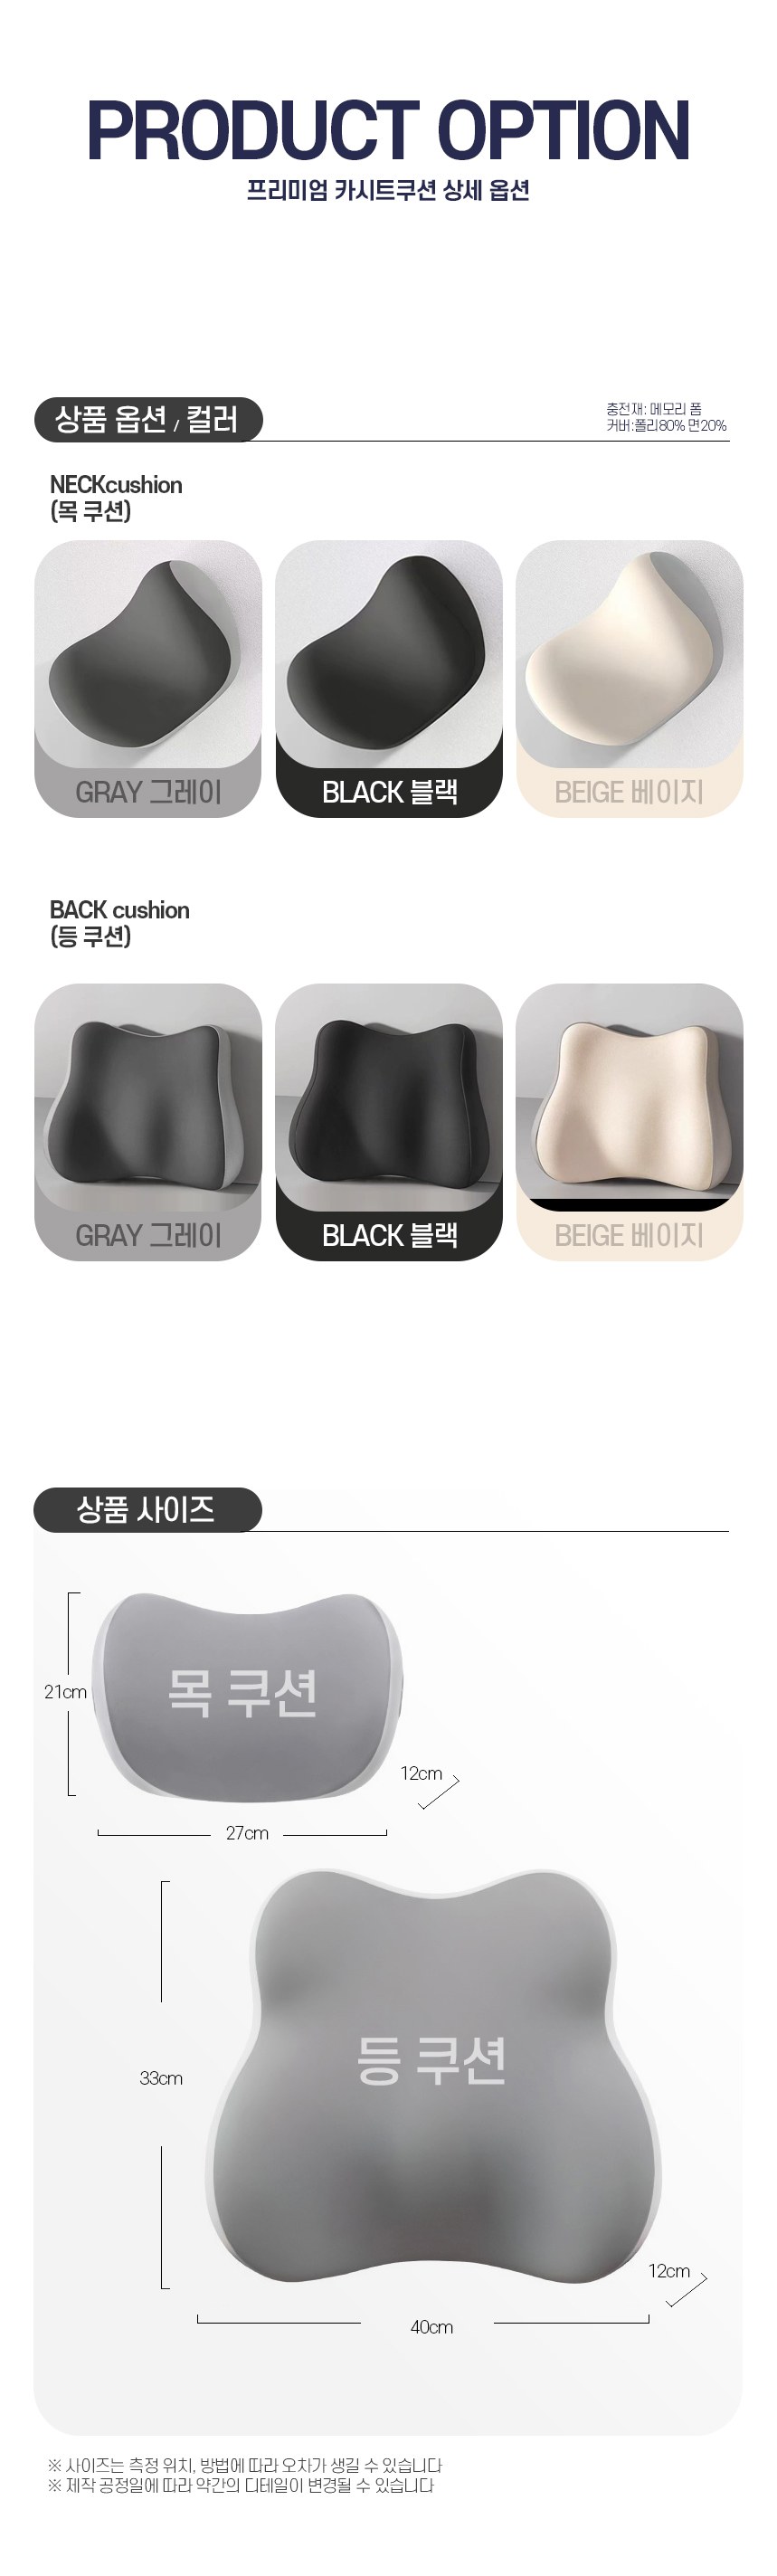 PRODUCT OPTION
프리미엄 카시트쿠션 상세 옵션
상품 옵션 / 컬러
충전재: 메모리 폼
커버:폴리80% 면20%
NECKcushion
(목 쿠션)
GRAY 그레이
BLACK 블랙
BEIGE 베이지
BACK cushion
(등 쿠션)
GRAY 그레이
BLACK 블랙
BEIGE 베이지
상품 사이즈
목 쿠션
21cm
12cm
27cm
등 쿠션
33cm
12cm
40cm
※ 사이즈는 측정 위치, 방법에 따라 오차가 생길 수 있습니다
※ 제작 공정일에 따라 약간의 디테일이 변경될 수 있습니다